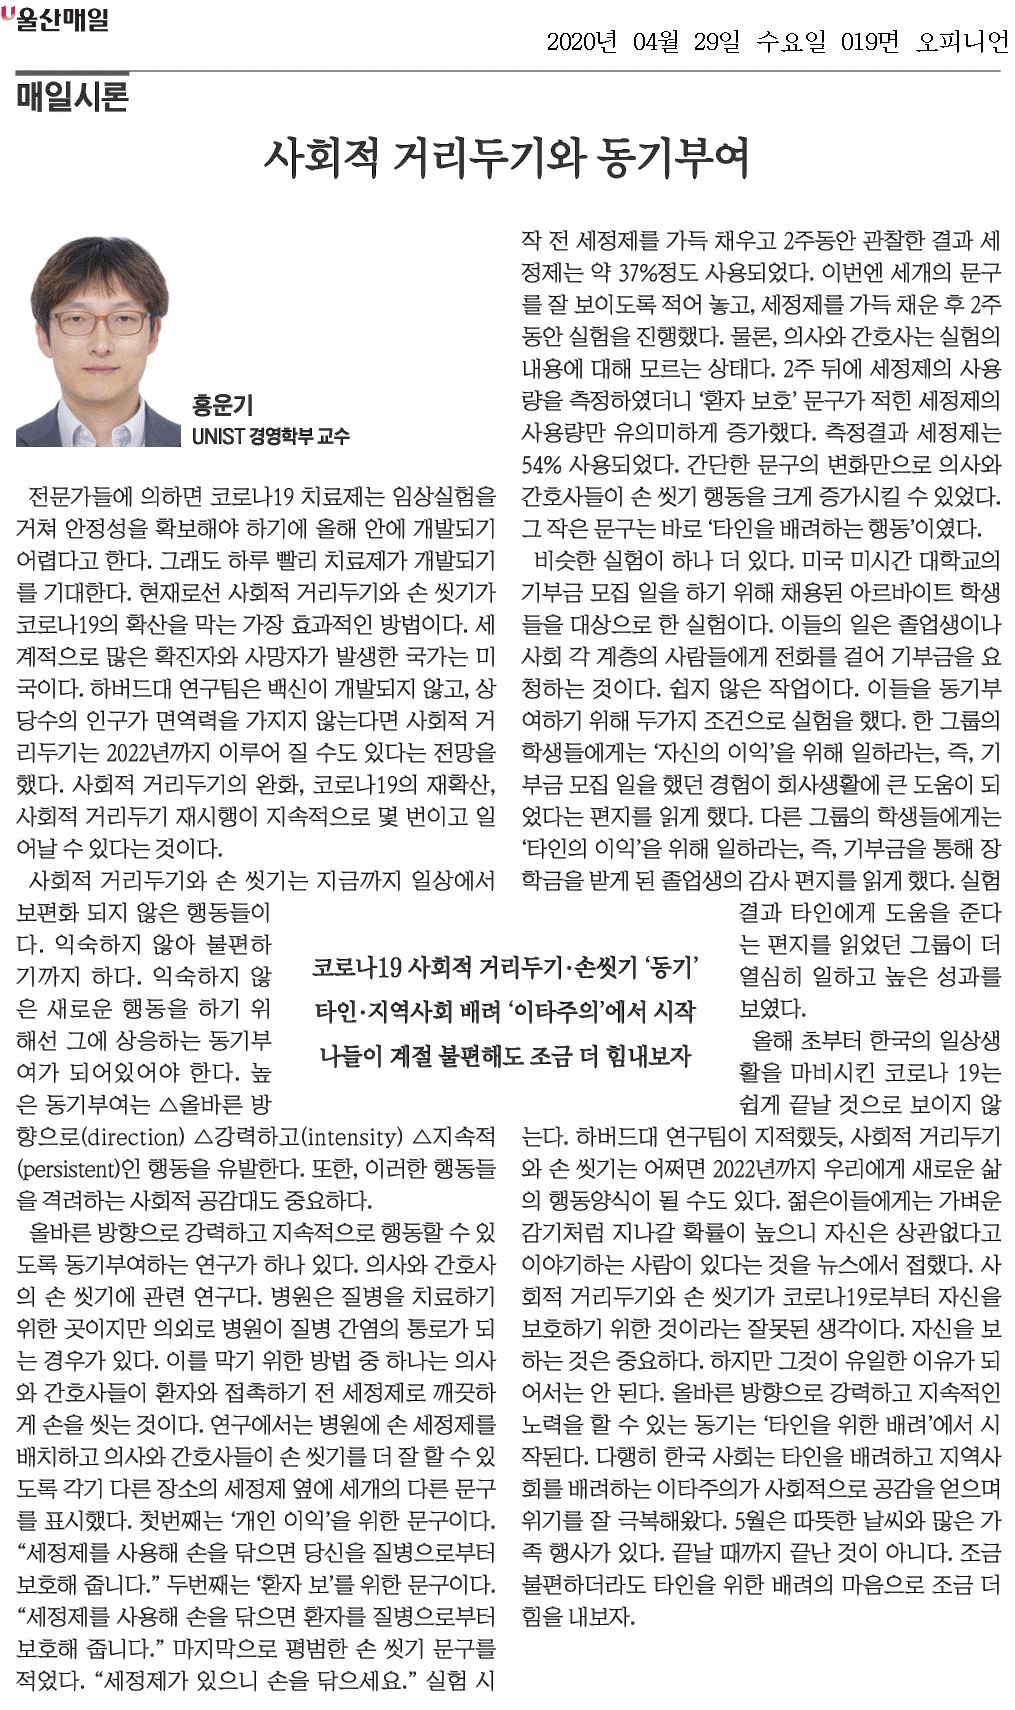 울산매일
2020년 04월 29일 수요일 019면 오피니언
매일시론
사회적 거리두기와 동기부여
홍운기
UNIST 경영학부 교수
전문가들에 의하면 코로나19 치료제는 임상실험을
거쳐 안정성을 확보해야 하기에 올해 안에 개발되기
어렵다고 한다. 그래도 하루 빨리 치료제가 개발되기
를 기대한다. 현재로선 사회적 거리두기와 손 씻기가
코로나19의 확산을 막는 가장 효과적인 방법이다. 세
계적으로 많은 확진자와 사망자가 발생한 국가는 미
국이다. 하버드대 연구팀은 백신이 개발되지 않고, 상
당수의 인구가 면역력을 가지지 않는다면 사회적 거
리두기는 2022년까지 이루어 질 수도 있다는 전망을
했다. 사회적 거리두기의 완화, 코로나19의 재확산,
사회적 거리두기 재시행이 지속적으로 몇 번이고 일
어날 수 있다는 것이다.
사회적 거리두기와 손 씻기는 지금까지 일상에서
보편화 되지 않은 행동들이
다. 익숙하지 않아 불편하
기까지 하다. 익숙하지 않
은 새로운 행동을 하기 위
해선 그에 상응하는 동기부
여가 되어있어야 한다. 높
은 동기부여는 △올바른 방
향으로(direction) △강력하고(intensity) △지속적
(persistent)인 행동을 유발한다. 또한, 이러한 행동들
을 격려하는 사회적 공감대도 중요하다.
올바른 방향으로 강력하고 지속적으로 행동할 수 있
도록 동기부여하는 연구가 하나 있다. 의사와 간호사
의 손 씻기에 관련 연구다. 병원은 질병을 치료하기
위한 곳이지만 의외로 병원이 질병 간염의 통로가 되
는 경우가 있다. 이를 막기 위한 방법 중 하나는 의사
와 간호사들이 환자와 접촉하기 전 세정제로 깨끗하
게 손을 씻는 것이다. 연구에서는 병원에 손 세정제를
배치하고 의사와 간호사들이 손 씻기를 더 잘 할 수 있
도록 각기 다른 장소의 세정제 옆에 세개의 다른 문구
를 표시했다. 첫번째는 ‘개인 이익’을 위한 문구이다.
“세정제를 사용해 손을 닦으면 당신을 질병으로부터
보호해 줍니다.” 두번째는 ‘환자 보’를 위한 문구이다.
“세정제를 사용해 손을 닦으면 환자를 질병으로부터
보호해 줍니다.” 마지막으로 평범한 손 씻기 문구를
적었다. “세정제가 있으니 손을 닦으세요.” 실험 시
작 전 세정제를 가득 채우고 2주동안 관찰한 결과 세
정제는 약 37%정도 사용되었다. 이번엔 세개의 문구
를 잘 보이도록 적어 놓고, 세정제를 가득 채운 후 2주
동안 실험을 진행했다. 물론, 의사와 간호사는 실험의
내용에 대해 모르는 상태다. 2주 뒤에 세정제의 사용
량을 측정하였더니 ‘환자 보호’ 문구가 적힌 세정제의
사용량만 유의미하게 증가했다. 측정결과 세정제는
54% 사용되었다. 간단한 문구의 변화만으로 의사와
간호사들이 손 씻기 행동을 크게 증가시킬 수 있었다.
그 작은 문구는 바로 ‘타인을 배려하는 행동’이였다.
비슷한 실험이 하나 더 있다. 미국 미시간 대학교의
기부금 모집 일을 하기 위해 채용된 아르바이트 학생
들을 대상으로 한 실험이다. 이들의 일은 졸업생이나
사회 각 계층의 사람들에게 전화를 걸어 기부금을 요
청하는 것이다. 쉽지 않은 작업이다. 이들을 동기부
여하기 위해 두가지 조건으로 실험을 했다. 한 그룹의
학생들에게는 ‘자신의 이익’을 위해 일하라는, 즉, 기
부금 모집 일을 했던 경험이 회사생활에 큰 도움이 되
었다는 편지를 읽게 했다. 다른 그룹의 학생들에게는
‘타인의 이익’을 위해 일하라는, 즉, 기부금을 통해 장
학금을 받게 된 졸업생의 감사 편지를 읽게 했다. 실험
결과 타인에게 도움을 준다
는 편지를 읽었던 그룹이 더
열심히 일하고 높은 성과를
보였다.
코로나19 사회적 거리두기·손씻기 ‘동기’
타인·지역사회 배려 ‘이타주의’에서 시작
나들이 계절 불편해도 조금 더 힘내보자
올해 초부터 한국의 일상생
활을 마비시킨 코로나 19는
쉽게 끝날 것으로 보이지 않
는다. 하버드대 연구팀이 지적했듯, 사회적 거리두기
와 손 씻기는 어쩌면 2022년까지 우리에게 새로운 삶
의 행동양식이 될 수도 있다. 젊은이들에게는 가벼운
감기처럼 지나갈 확률이 높으니 자신은 상관없다고
이야기하는 사람이 있다는 것을 뉴스에서 접했다. 사
회적 거리두기와 손 씻기가 코로나19로부터 자신을
보호하기 위한 것이라는 잘못된 생각이다. 자신을 보
하는 것은 중요하다. 하지만 그것이 유일한 이유가 되
어서는 안 된다. 올바른 방향으로 강력하고 지속적인
노력을 할 수 있는 동기는 ‘타인을 위한 배려’에서 시
작된다. 다행히 한국 사회는 타인을 배려하고 지역사
회를 배려하는 이타주의가 사회적으로 공감을 얻으며
위기를 잘 극복해왔다. 5월은 따뜻한 날씨와 많은 가
족 행사가 있다. 끝날 때까지 끝난 것이 아니다. 조금
불편하더라도 타인을 위한 배려의 마음으로 조금 더
힘을 내보자.